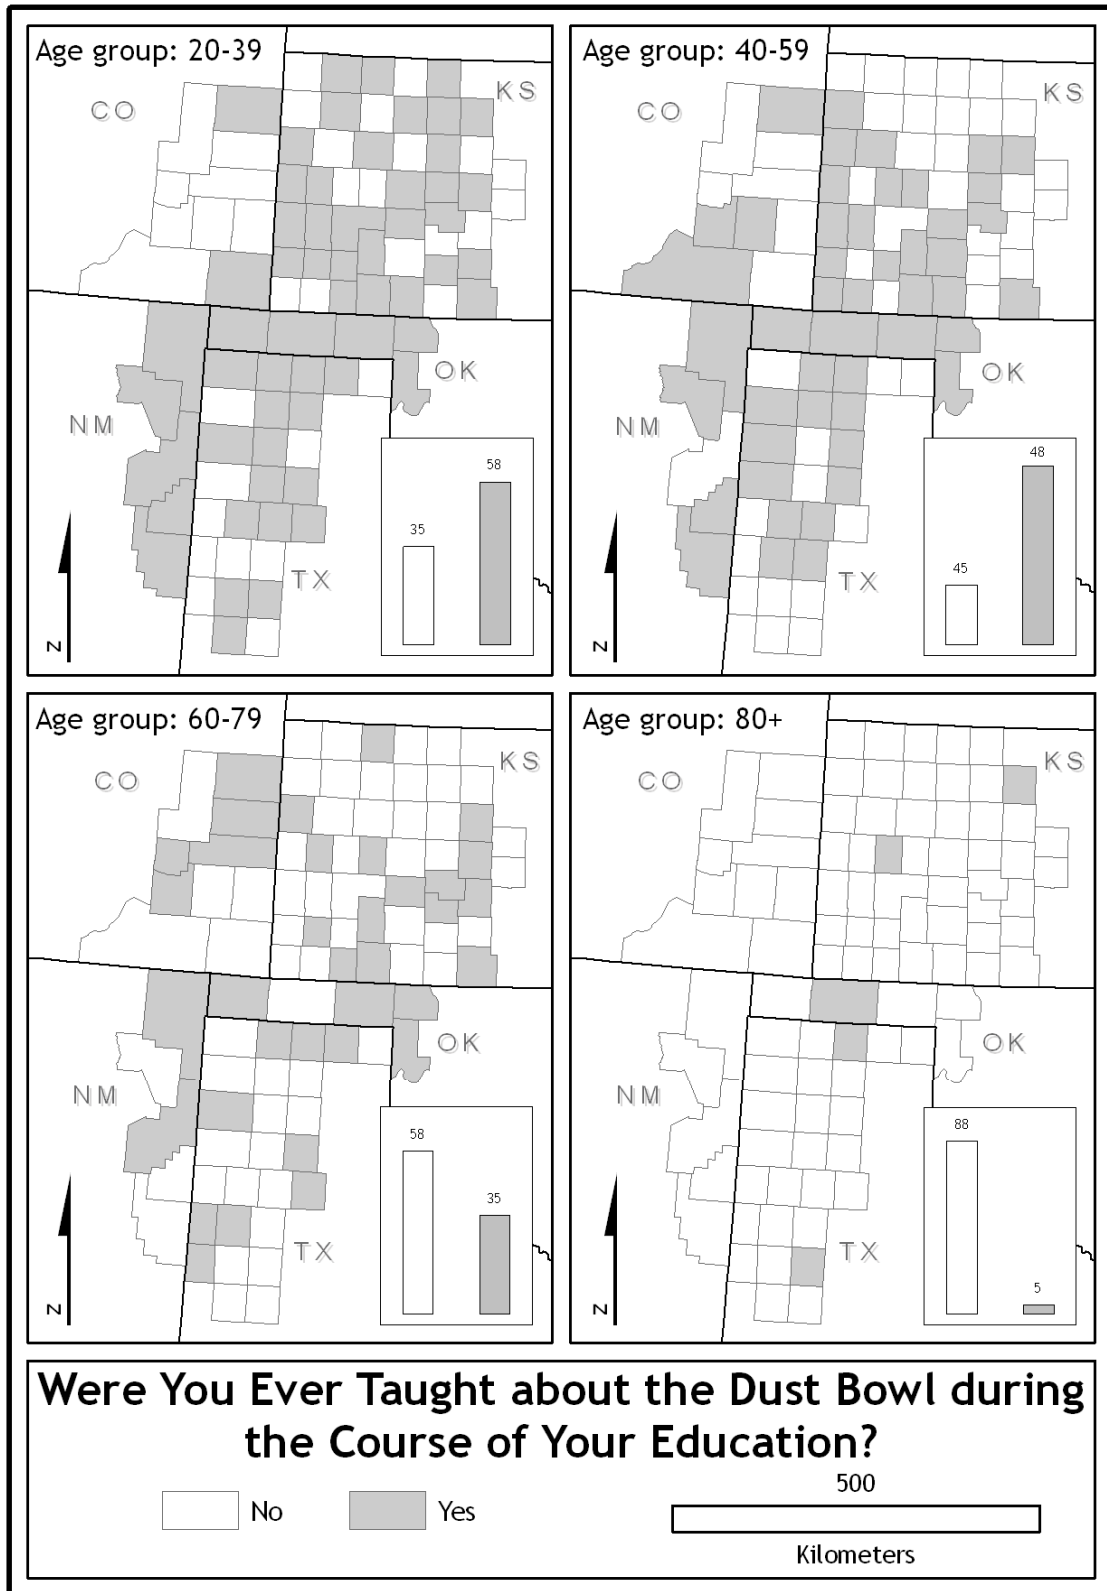 Age group: 20-39
CO
KS
OK
NM
TX
35
58
N
Age group: 40-59
CO
KS
OK
NM
TX
45
48
N
Age group: 60-79
CO
KS
OK
NM
TX
58
35
N
Age group: 80+
CO
KS
OK
NM
TX
88
5
N
Were You Ever Taught about the Dust Bowl during
the Course of Your Education?
No
Yes
500
Kilometers